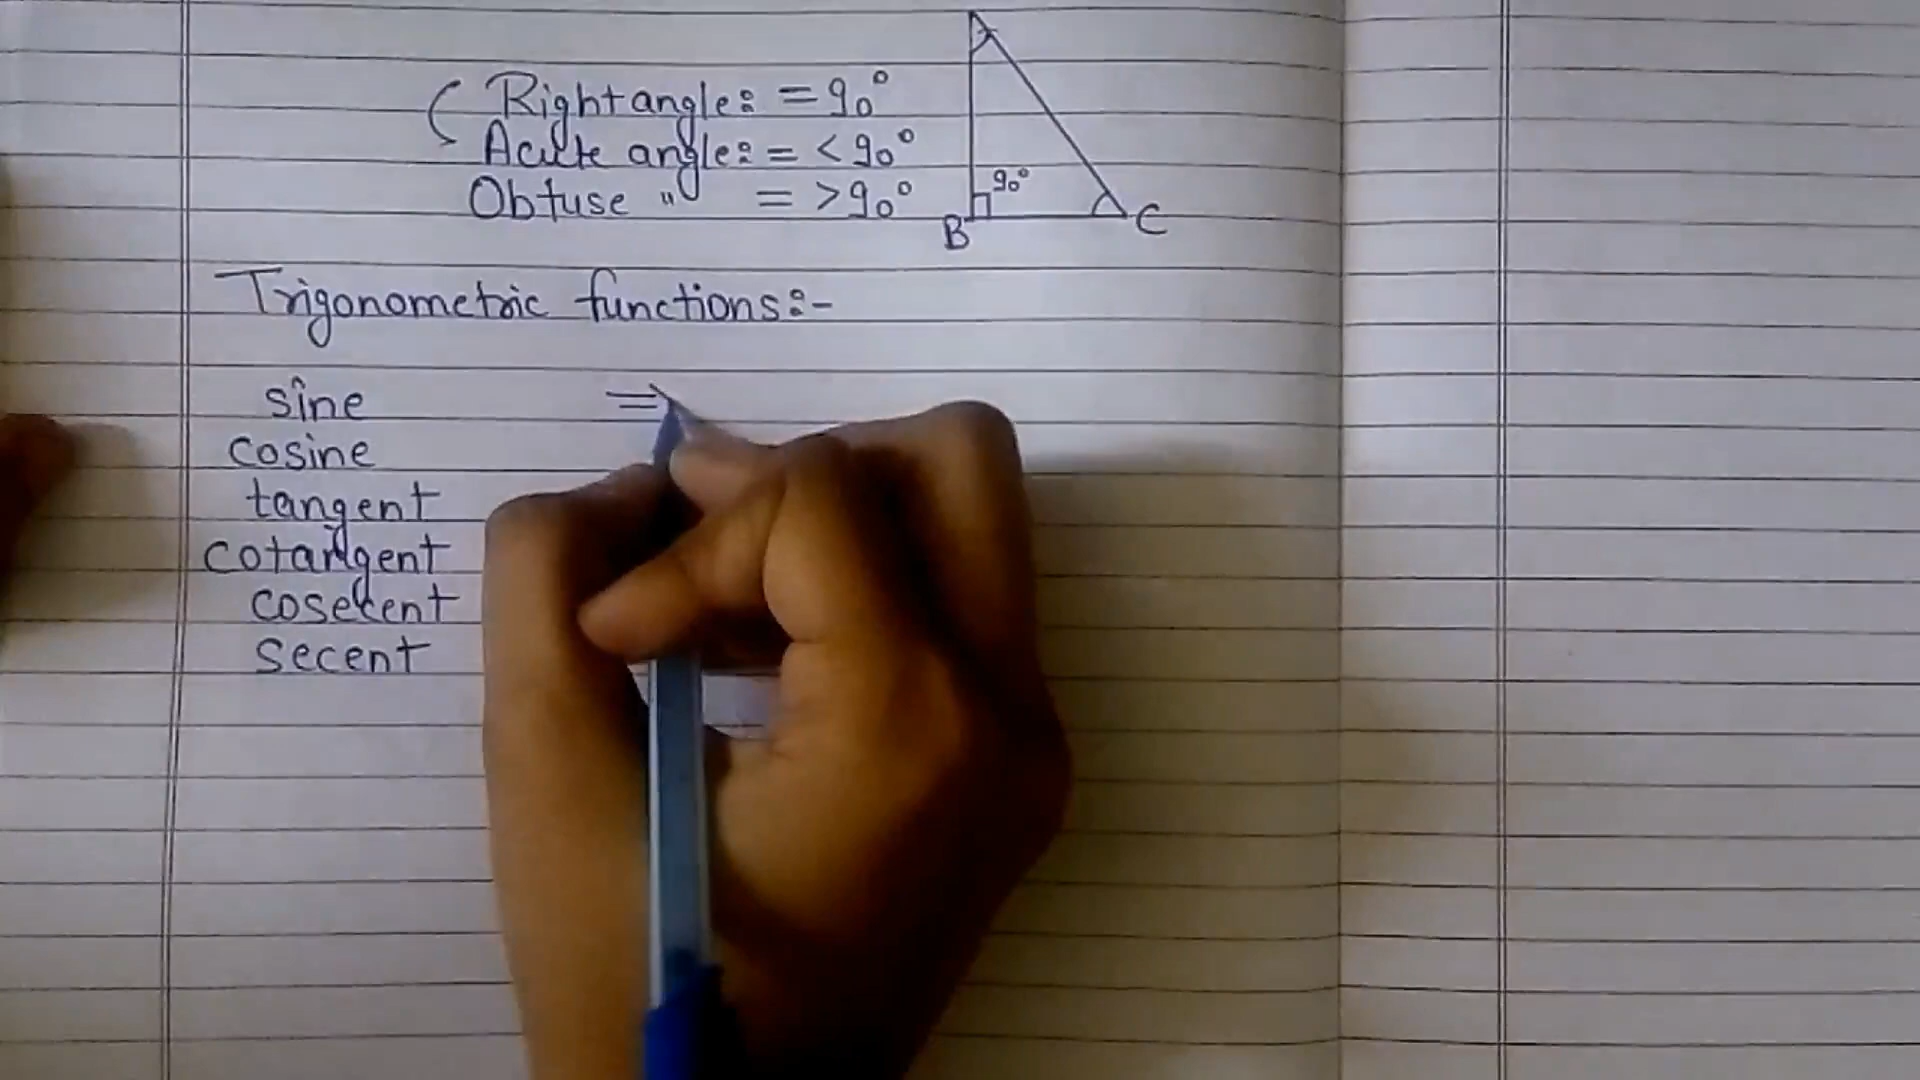 Right angle: = 90°
Acute angle: = < 90°
Obtuse " = > 90°
90°
B
C
Trigonometric functions:-
sine ⇒
cosine
tangent
cotangent
cosecent
secent